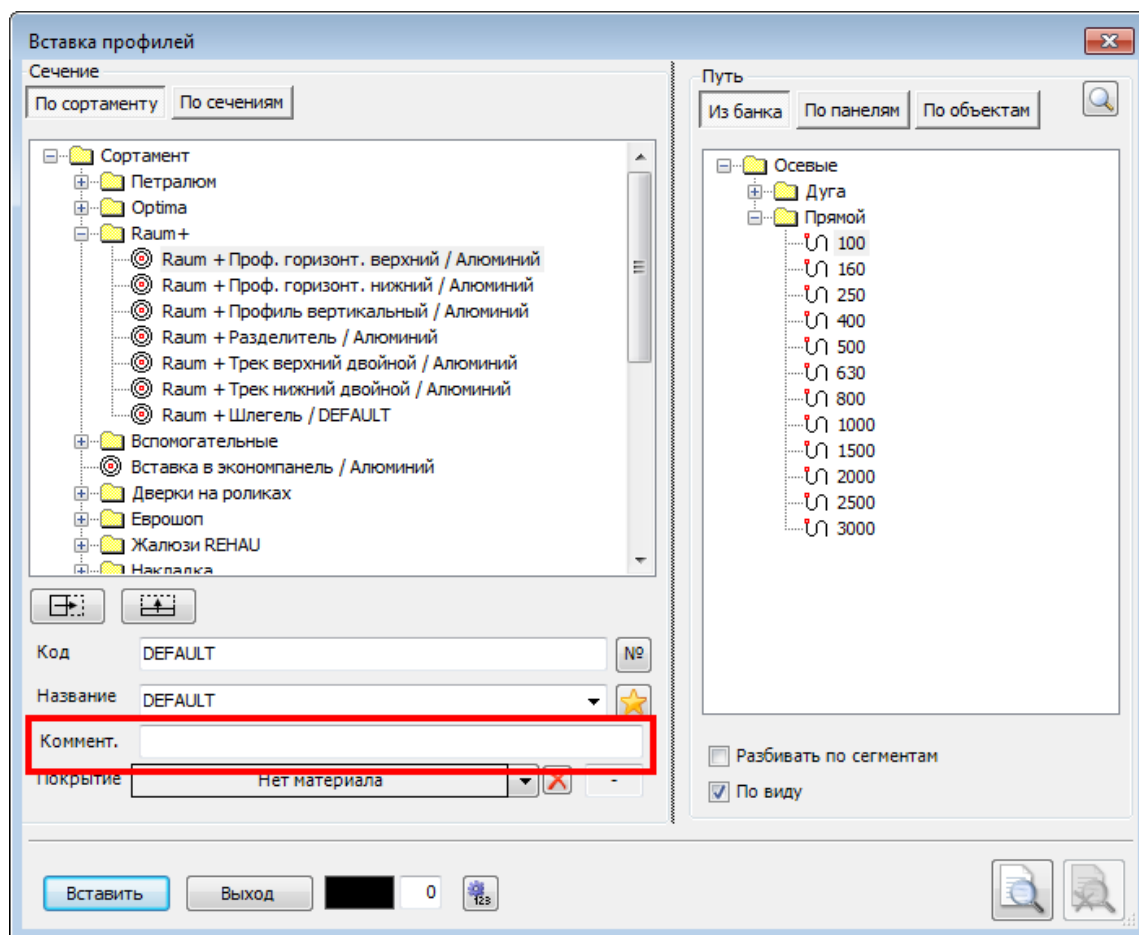 Вставка профилей
Сечение
По сортаменту
По сечениям
Сортамент
Петралюм
Optima
Raum+
Raum + Проф. горизонт. верхний / Алюминий
Raum + Проф. горизонт. нижний / Алюминий
Raum + Профиль вертикальный / Алюминий
Raum + Разделитель / Алюминий
Raum + Трек верхний двойной / Алюминий
Raum + Трек нижний двойной / Алюминий
Raum + Шлегель / DEFAULT
Вспомогательные
Вставка в экономпанель / Алюминий
Дверки на роликах
Еврошоп
Жалюзи REHAU
Накладка
Код
DEFAULT
№
Название
DEFAULT
Коммент.
Покрытие
Нет материала
-
Путь
Из банка
По панелям
По объектам
Осевые
Дуга
Прямой
100
160
250
400
500
630
800
1000
1500
2000
2500
3000
Разбивать по сегментам
По виду
Вставить
Выход
0
123